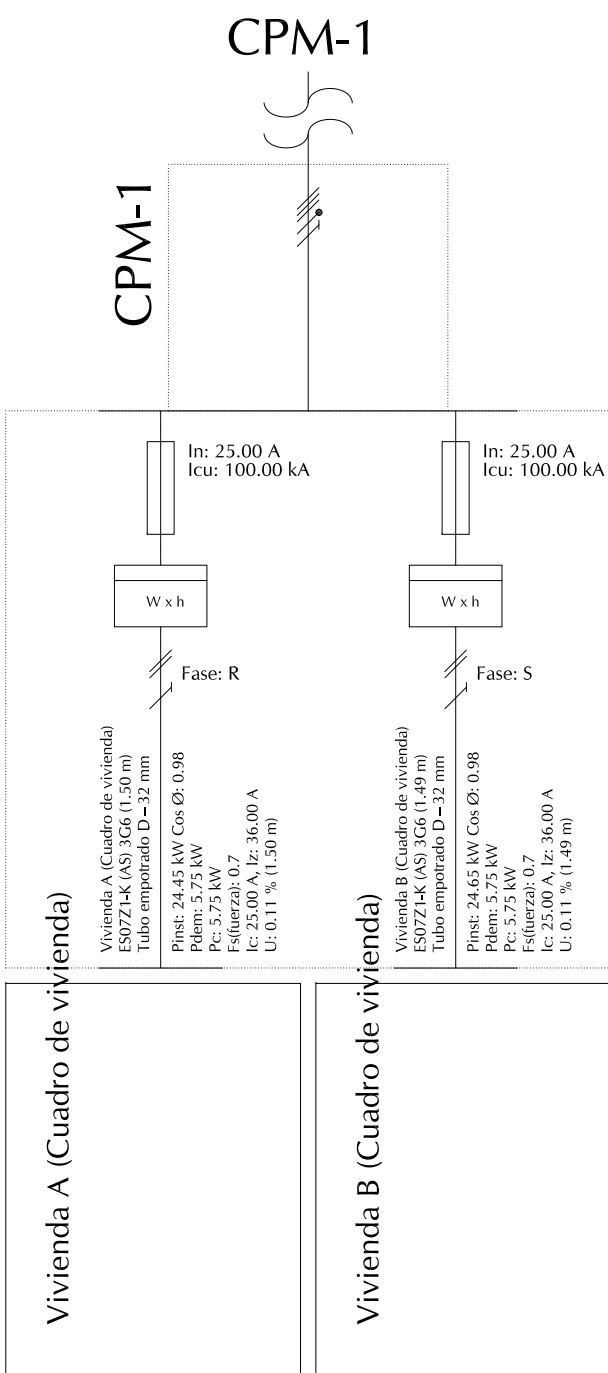 CPM-1
CPM-1
In: 25.00 A
Icu: 100.00 kA
In: 25.00 A
Icu: 100.00 kA
W x h
W x h
Fase: R
Fase: S
Vivienda A (Cuadro de vivienda)
ES07Z1-K (AS) 3G6 (1.50 m)
Tubo empotrado D=32 mm
Pinst: 24.45 kW Cos Ø: 0.98
Pdem: 5.75 kW
Pc: 5.75 kW
Fs(fuerza): 0.7
Ic: 25.00 A, Iz: 36.00 A
U: 0.11 % (1.50 m)
Vivienda B (Cuadro de vivienda)
ES07Z1-K (AS) 3G6 (1.49 m)
Tubo empotrado D=32 mm
Pinst: 24.65 kW Cos Ø: 0.98
Pdem: 5.75 kW
Pc: 5.75 kW
Fs(fuerza): 0.7
Ic: 25.00 A, Iz: 36.00 A
U: 0.11 % (1.49 m)
Vivienda A (Cuadro de vivienda)
Vivienda B (Cuadro de vivienda)